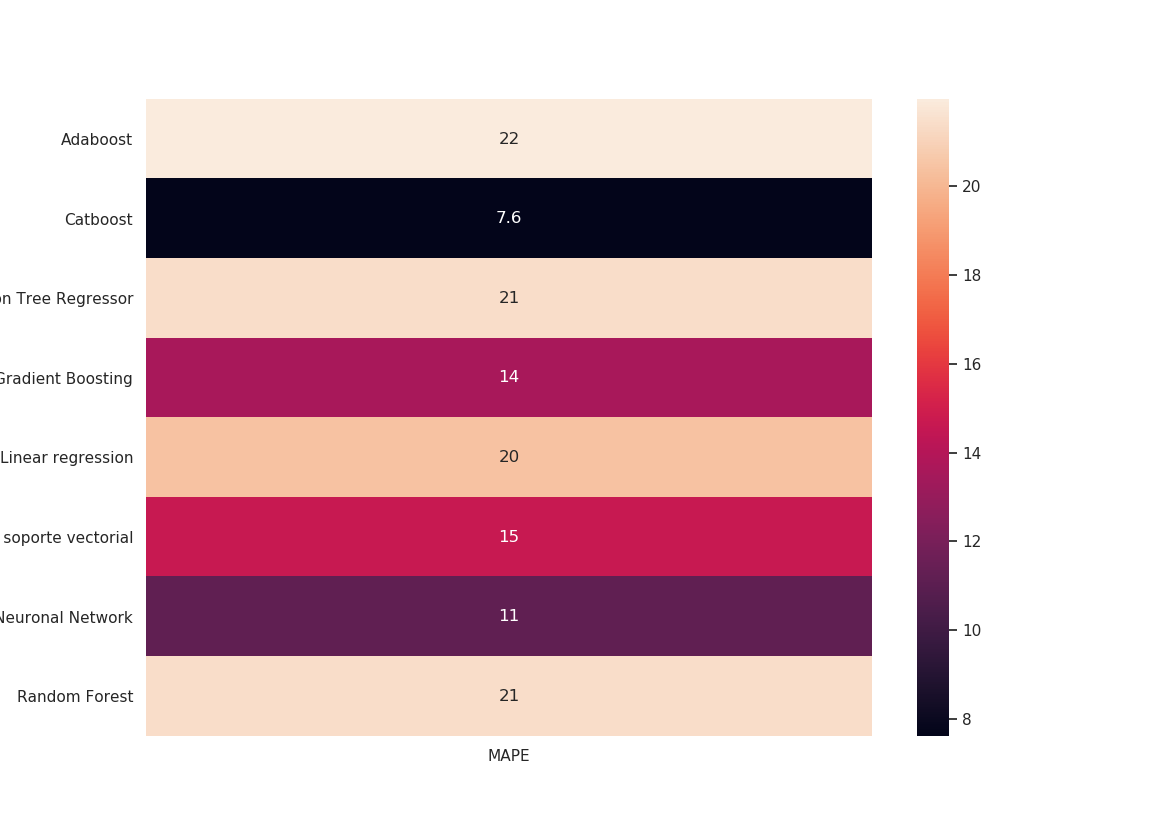 Adaboost 22
Catboost 7.6
on Tree Regressor 21
Gradient Boosting 14
Linear regression 20
soporte vectorial 15
Neuronal Network 11
Random Forest 21
MAPE
20
18
16
14
12
10
8